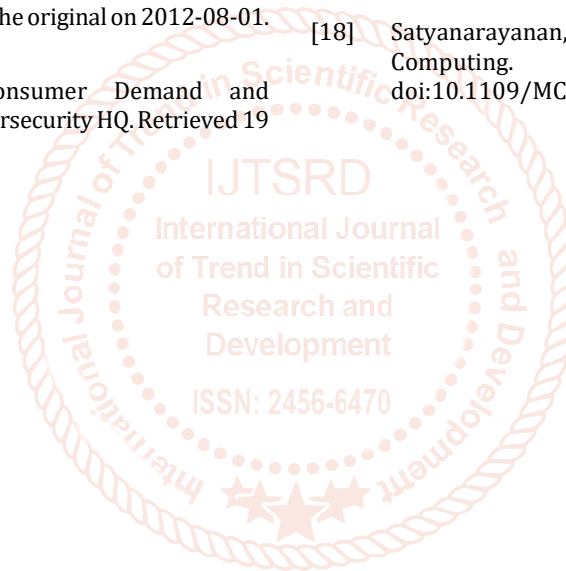 he original on 2012-08-01.
onsumer Demand and
ersecurity HQ. Retrieved 19
[18] Satyanarayanan,
Computing.
doi:10.1109/MC
International Journal of Trend in Scientific Research and Development
IJTSRD
International Journal
of Trend in Scientific
Research and
Development
ISSN: 2456-6470